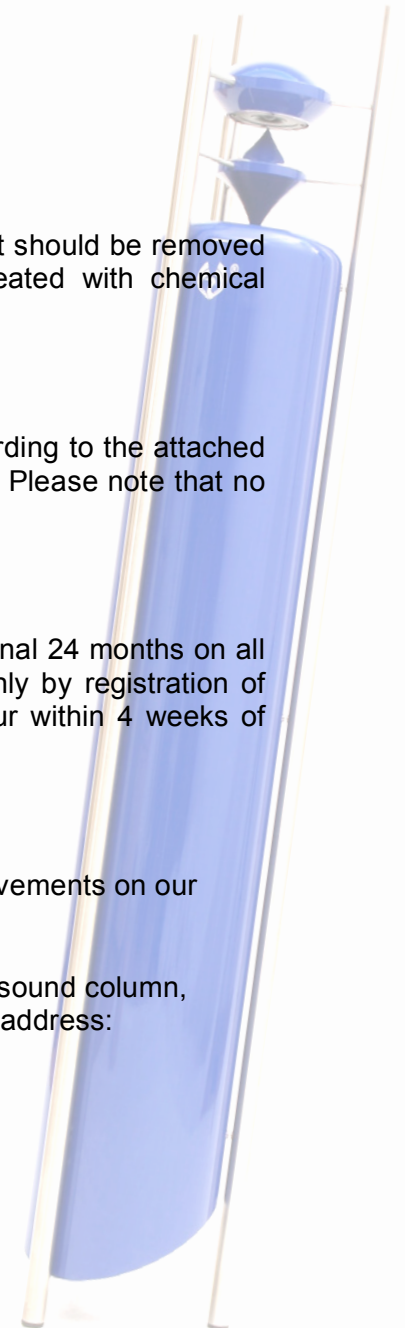 t should be removed
eated with chemical
rding to the attached
Please note that no
nal 24 months on all
nly by registration of
ur within 4 weeks of
vements on our
sound column,
address: